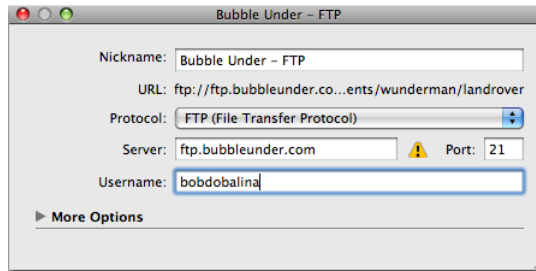 Bubble Under – FTP
Nickname: Bubble Under – FTP
URL: ftp://ftp.bubbleunder.co...ents/wunderman/landrover
Protocol: FTP (File Transfer Protocol)
Server: ftp.bubbleunder.com Port: 21
Username: bobdobalina
More Options